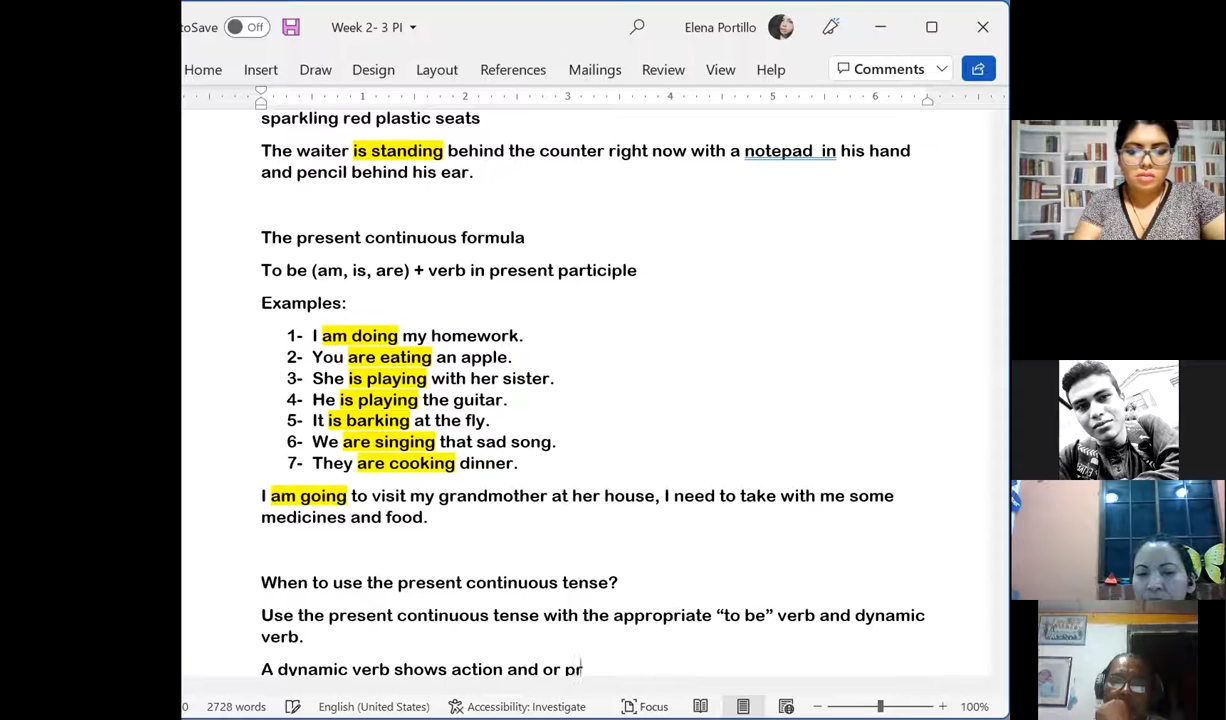 toSave Off Week 2- 3 PI Elena Portillo
Home Insert Draw Design Layout References Mailings Review View Help Comments
1 2 3 4 5 6
sparkling red plastic seats
The waiter is standing behind the counter right now with a notepad in his hand
and pencil behind his ear.
The present continuous formula
To be (am, is, are) + verb in present participle
Examples:
1- I am doing my homework.
2- You are eating an apple.
3- She is playing with her sister.
4- He is playing the guitar.
5- It is barking at the fly.
6- We are singing that sad song.
7- They are cooking dinner.
I am going to visit my grandmother at her house, I need to take with me some
medicines and food.
When to use the present continuous tense?
Use the present continuous tense with the appropriate “to be” verb and dynamic
verb.
A dynamic verb shows action and or pr
0 2728 words English (United States) Accessibility: Investigate Focus 100%